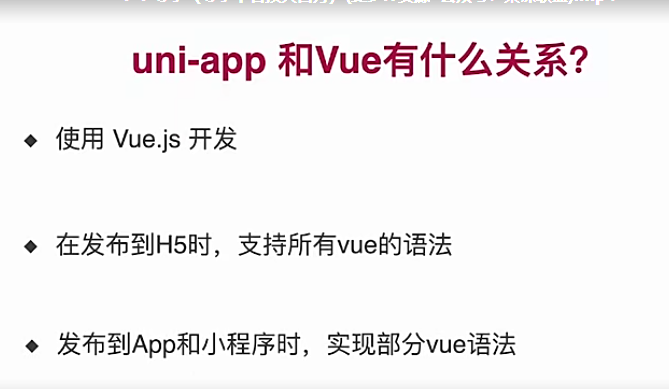 uni-app 和Vue有什么关系?
使用 Vue.js 开发
在发布到H5时，支持所有vue的语法
发布到App和小程序时，实现部分vue语法